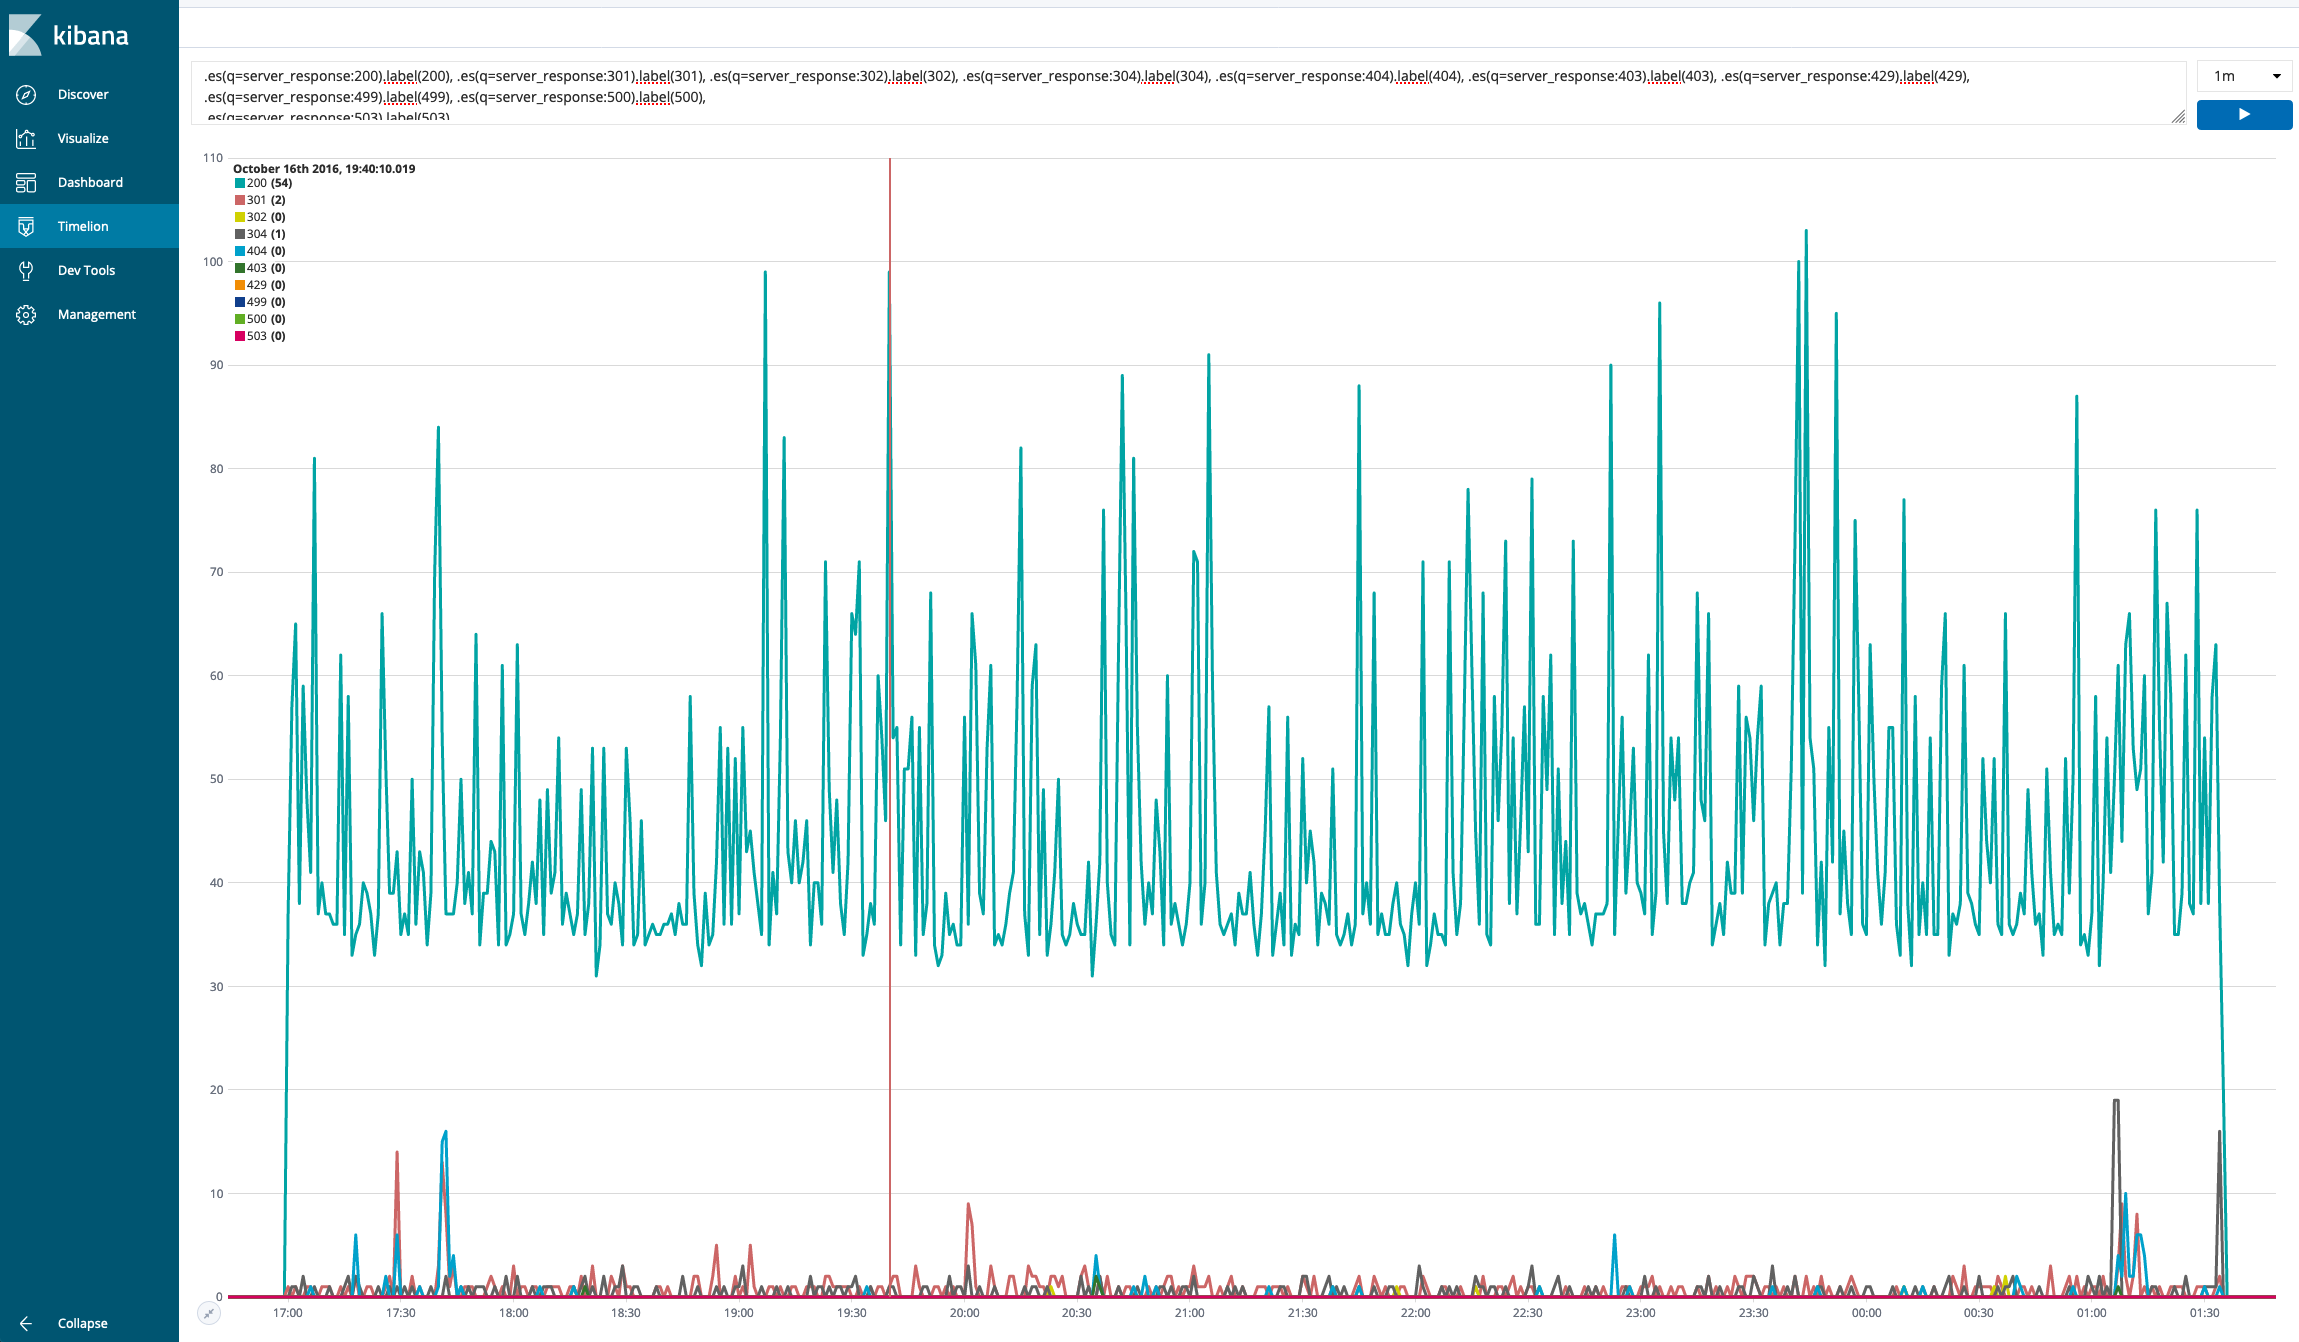 kibana
Discover
Visualize
Dashboard
Timelion
Dev Tools
Management
Collapse
.es(q=server_response:200).label(200), .es(q=server_response:301).label(301), .es(q=server_response:302).label(302), .es(q=server_response:304).label(304), .es(q=server_response:404).label(404), .es(q=server_response:403).label(403), .es(q=server_response:429).label(429),
.es(q=server_response:499).label(499), .es(q=server_response:500).label(500),
.es(q=server_response:503).label(503)
1m
October 16th 2016, 19:40:10.019
200 (54)
301 (2)
302 (0)
304 (1)
404 (0)
403 (0)
429 (0)
499 (0)
500 (0)
503 (0)
110
100
90
80
70
60
50
40
30
20
10
0
17:00 17:30 18:00 18:30 19:00 19:30 20:00 20:30 21:00 21:30 22:00 22:30 23:00 23:30 00:00 00:30 01:00 01:30